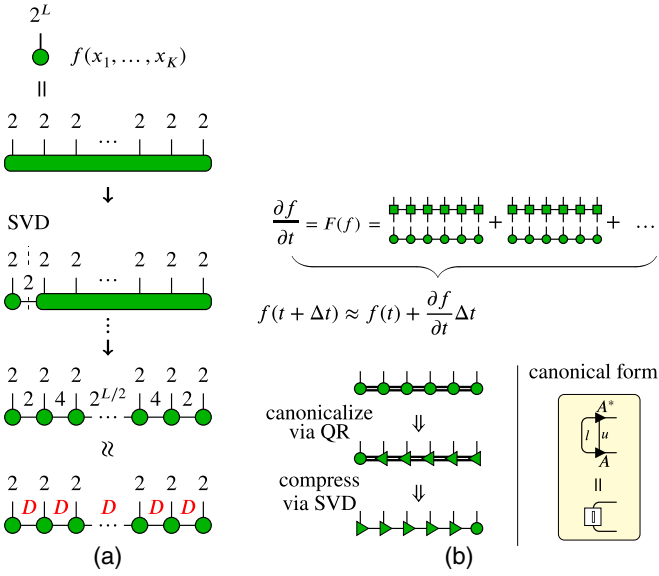 2^L
f(x_1, …, x_K)
=
2 2 2 … 2 2 2
↓
SVD
2 2 2 2 … 2 2 2
⋮
↓
2 2 2 2 2 2
2 4 2^{L/2} 4 2
≈
2 2 2 2 2 2
D D D D D
…
(a)
∂f/∂t = F(f) = + + …
f(t + Δt) ≈ f(t) + ∂f/∂t Δt
canonicalize
via QR
⇓
compress
via SVD
⇓
(b)
canonical form
A*
l u
A
=